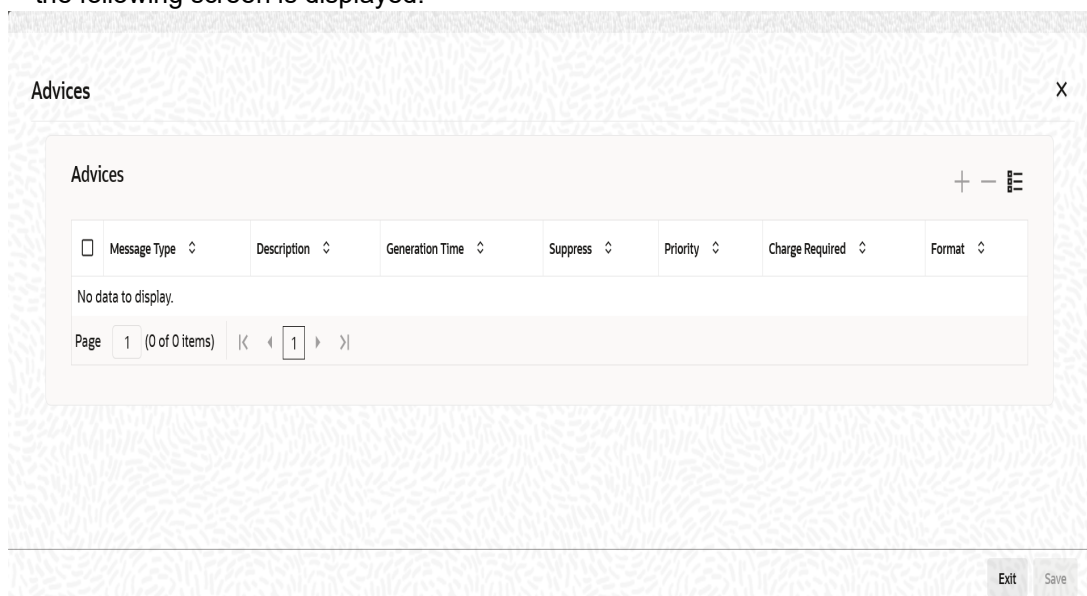 the following screen is displayed.
Advices X
Advices
Message Type Description Generation Time Suppress Priority Charge Required Format
No data to display.
Page 1 (0 of 0 items) 1
Exit Save